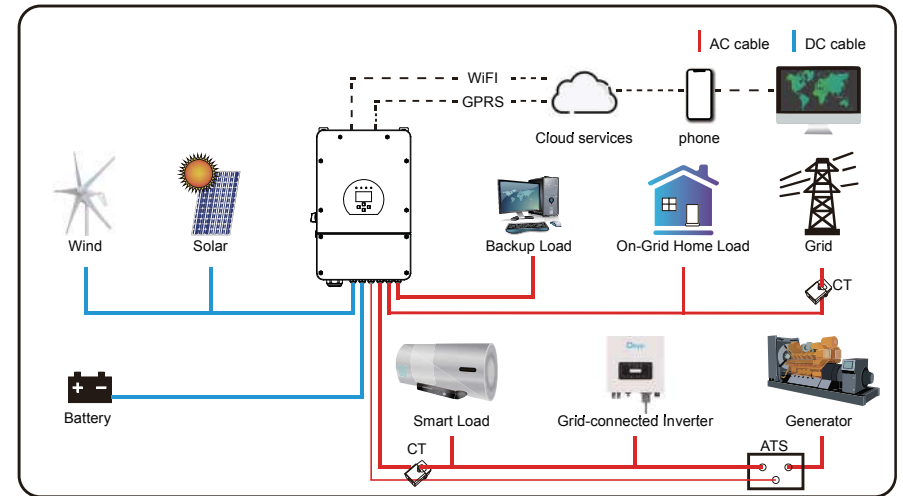 AC cable
DC cable
WiFI
GPRS
Cloud services
phone
Wind
Solar
Backup Load
On-Grid Home Load
Grid
CT
Battery
Smart Load
Grid-connected Inverter
Generator
CT
ATS